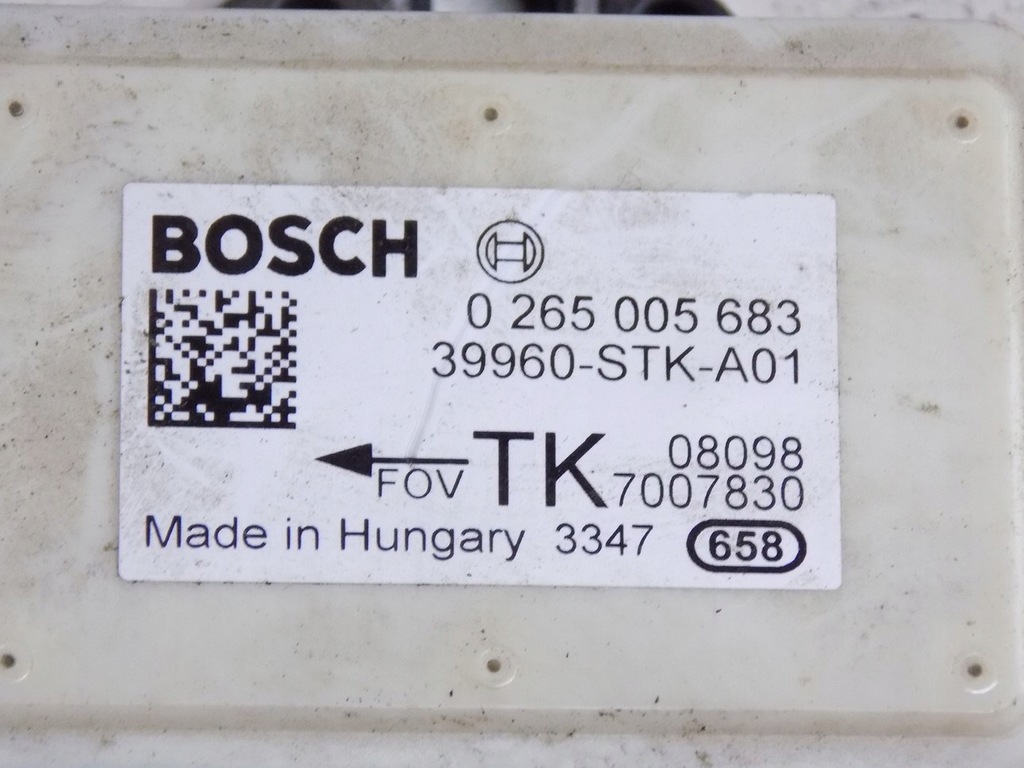 BOSCH
0 265 005 683
39960-STK-A01
FOV TK 08098
7007830
Made in Hungary 3347 658